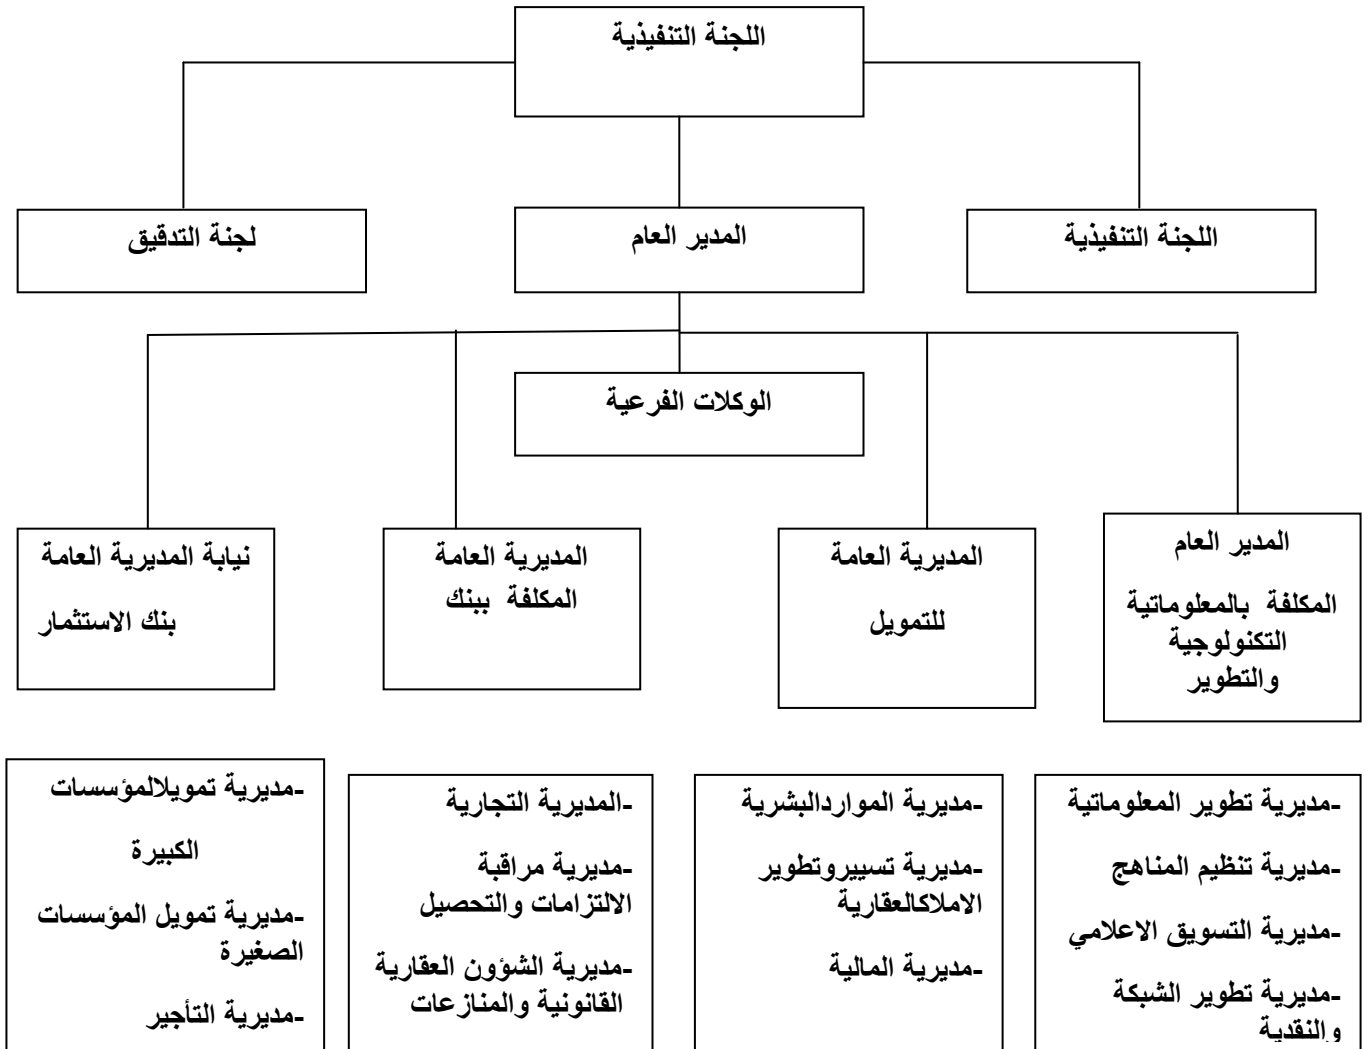 اللجنة التنفيذية
اللجنة التنفيذية
المدير العام
لجنة التدقيق
الوكلات الفرعية
المدير العام
المكلفة بالمعلوماتية
التكنولوجية
والتطوير
المديرية العامة
للتمويل
المديرية العامة
المكلفة ببنك
نيابة المديرية العامة
بنك الاستثمار
-مديرية تطوير المعلوماتية
-مديرية تنظيم المناهج
-مديرية التسويق الاعلامي
-مديرية تطوير الشبكة
والنقدية
-مديرية المواردالبشرية
-مديرية تسييروتطوير
الاملاكالعقارية
-مديرية المالية
-المديرية التجارية
-مديرية مراقبة
الالتزامات والتحصيل
-مديرية الشؤون العقارية
القانونية والمنازعات
-مديرية تمويلالمؤسسات
الكبيرة
-مديرية تمويل المؤسسات
الصغيرة
-مديرية التأجير